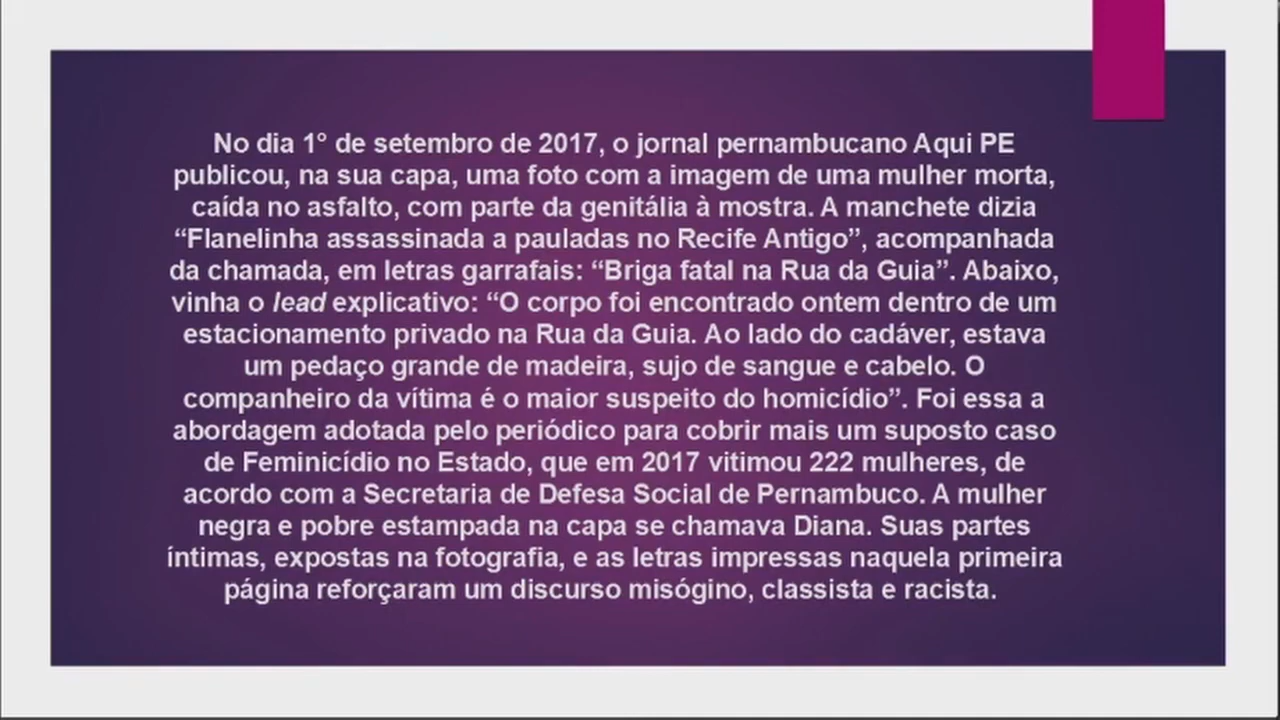 No dia 1º de setembro de 2017, o jornal pernambucano Aqui PE
publicou, na sua capa, uma foto com a imagem de uma mulher morta,
caída no asfalto, com parte da genitália à mostra. A manchete dizia
“Flanelinha assassinada a pauladas no Recife Antigo”, acompanhada
da chamada, em letras garrafais: “Briga fatal na Rua da Guia”. Abaixo,
vinha o lead explicativo: “O corpo foi encontrado ontem dentro de um
estacionamento privado na Rua da Guia. Ao lado do cadáver, estava
um pedaço grande de madeira, sujo de sangue e cabelo. O
companheiro da vítima é o maior suspeito do homicídio”. Foi essa a
abordagem adotada pelo periódico para cobrir mais um suposto caso
de Feminicídio no Estado, que em 2017 vitimou 222 mulheres, de
acordo com a Secretaria de Defesa Social de Pernambuco. A mulher
negra e pobre estampada na capa se chamava Diana. Suas partes
íntimas, expostas na fotografia, e as letras impressas naquela primeira
página reforçaram um discurso misógino, classista e racista.